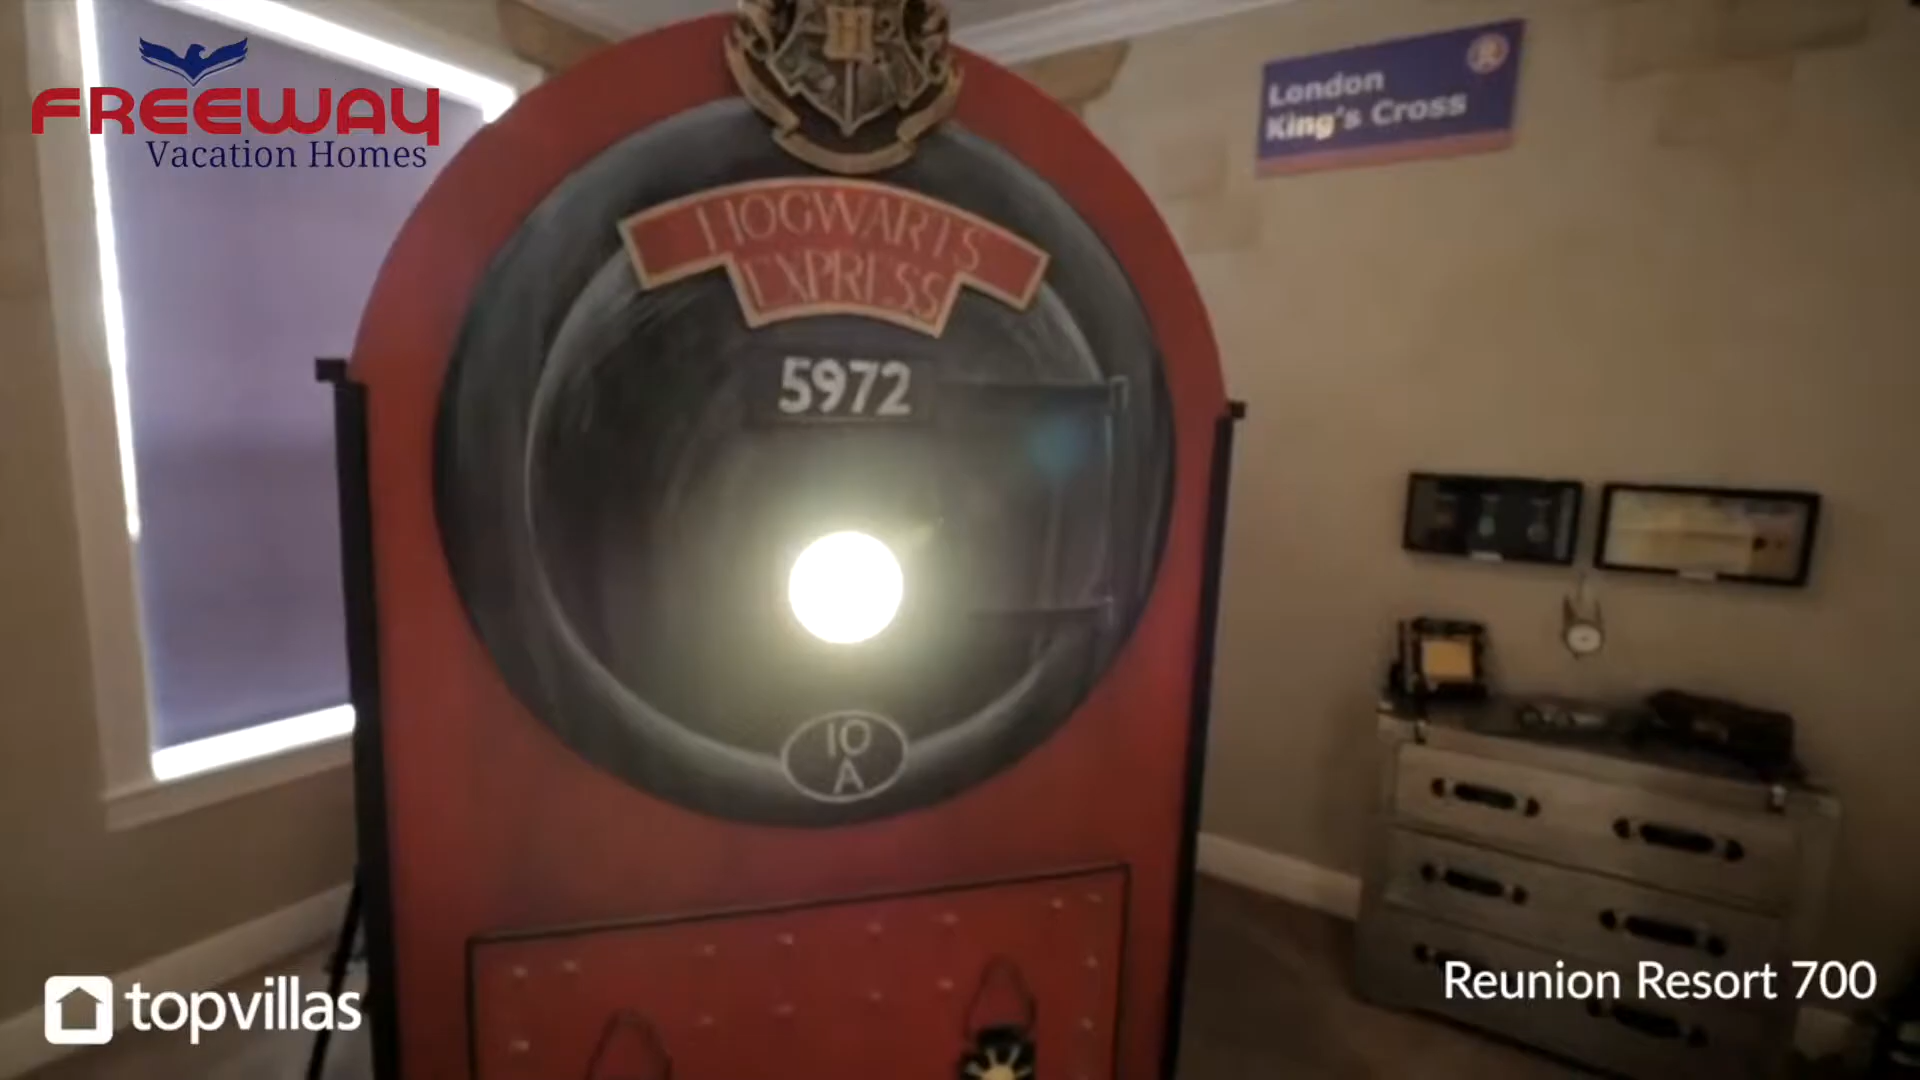 FREEWAY
Vacation Homes
London
King's Cross
HOGWARTS
EXPRESS
5972
10
A
topvillas
Reunion Resort 700